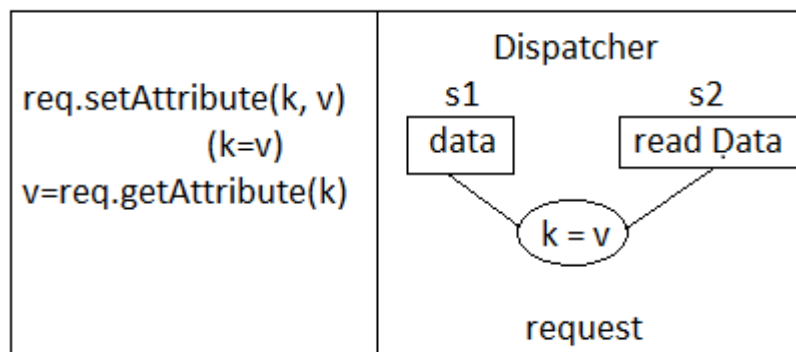 req.setAttribute(k, v)
(k=v)
v=req.getAttribute(k)
Dispatcher
s1 s2
data read Data
k = v
request